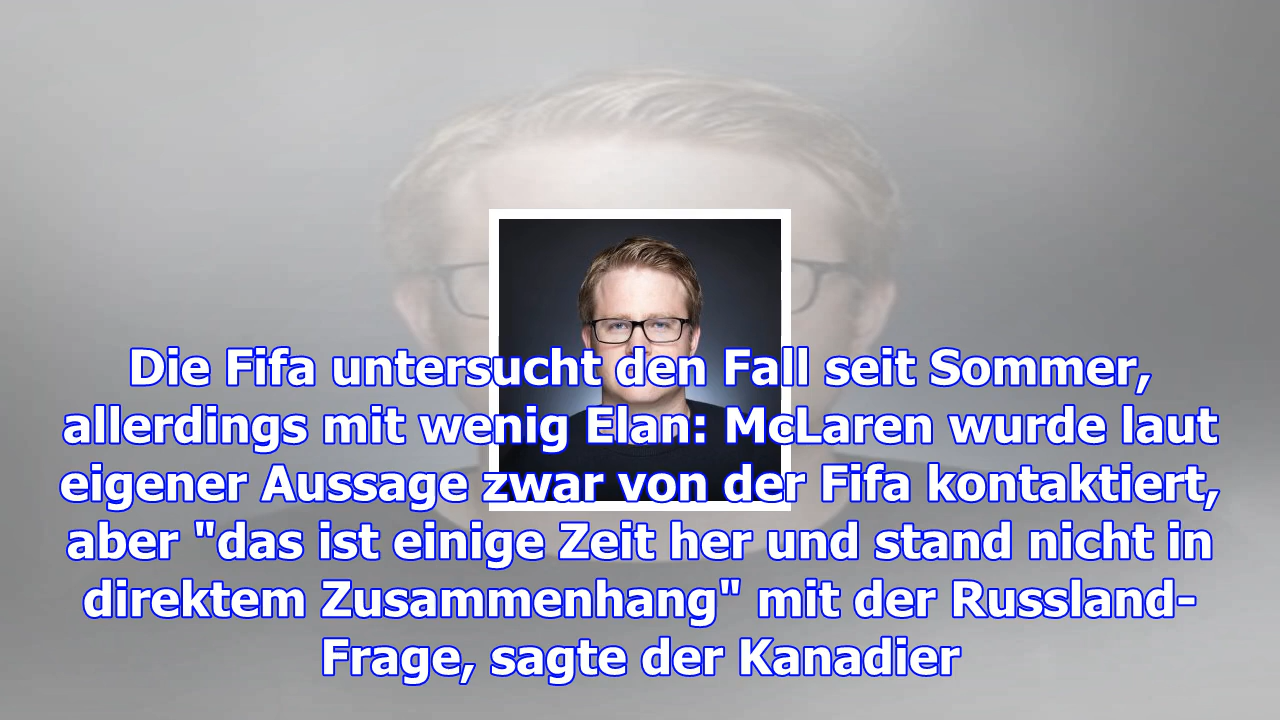 Die Fifa untersucht den Fall seit Sommer,
allerdings mit wenig Elan: McLaren wurde laut
eigener Aussage zwar von der Fifa kontaktiert,
aber "das ist einige Zeit her und stand nicht in
direktem Zusammenhang" mit der Russland-
Frage, sagte der Kanadier